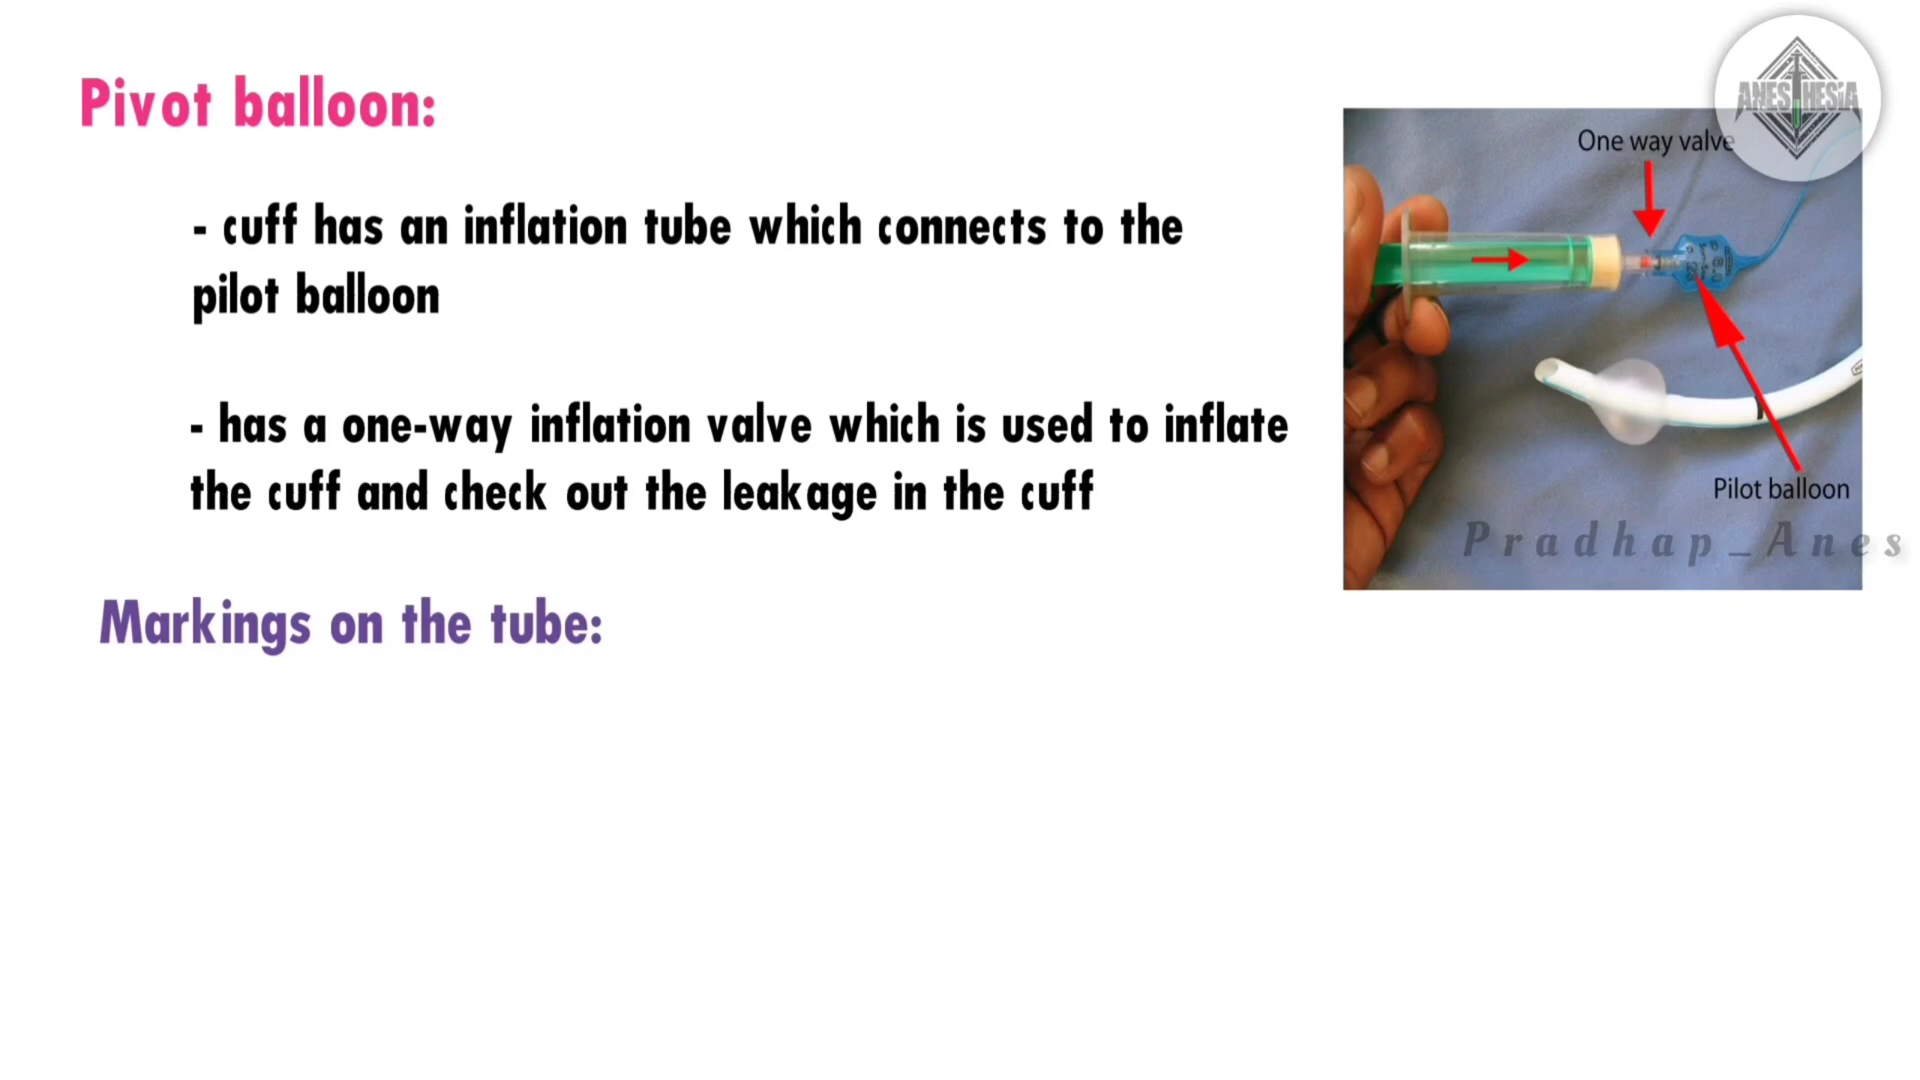 Pivot balloon:
- cuff has an inflation tube which connects to the
pilot balloon
- has a one-way inflation valve which is used to inflate
the cuff and check out the leakage in the cuff
Markings on the tube:
ANESTHESiA
One way valve
Pilot balloon
Pradhap_Anes